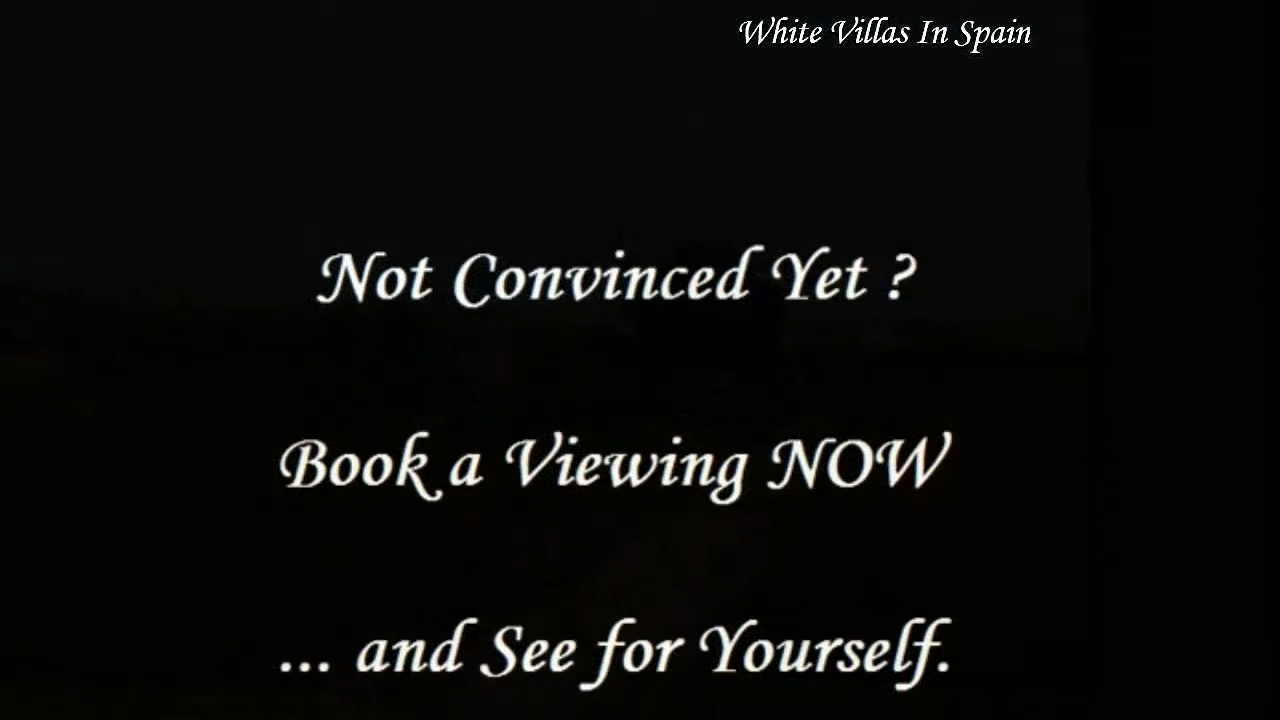 White Villas In Spain
Not Convinced Yet ?
Book a Viewing NOW
... and See for Yourself.